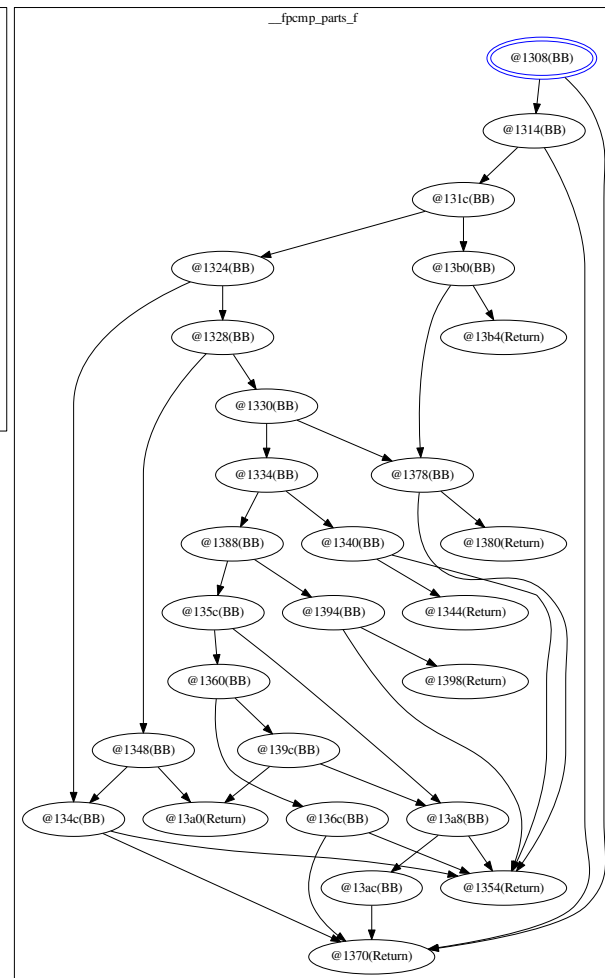 __fpcmp_parts_f
@1308(BB)
@1314(BB)
@131c(BB)
@1324(BB)
@13b0(BB)
@1328(BB)
@13b4(Return)
@1330(BB)
@1334(BB)
@1378(BB)
@1388(BB)
@1340(BB)
@1380(Return)
@135c(BB)
@1394(BB)
@1344(Return)
@1360(BB)
@1398(Return)
@1348(BB)
@139c(BB)
@134c(BB)
@13a0(Return)
@136c(BB)
@13a8(BB)
@13ac(BB)
@1354(Return)
@1370(Return)